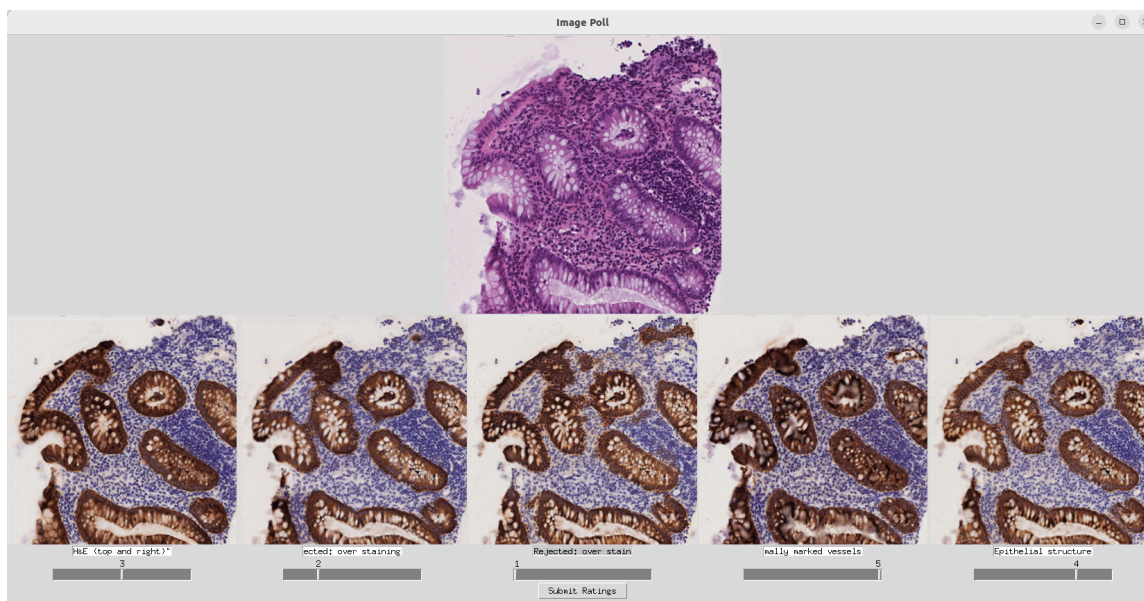 Image Poll
H&E (top and right)"
ected: over staining
Rejected: over stain
mally marked vessels
Epithelial structure
3
2
1
5
4
Submit Ratings